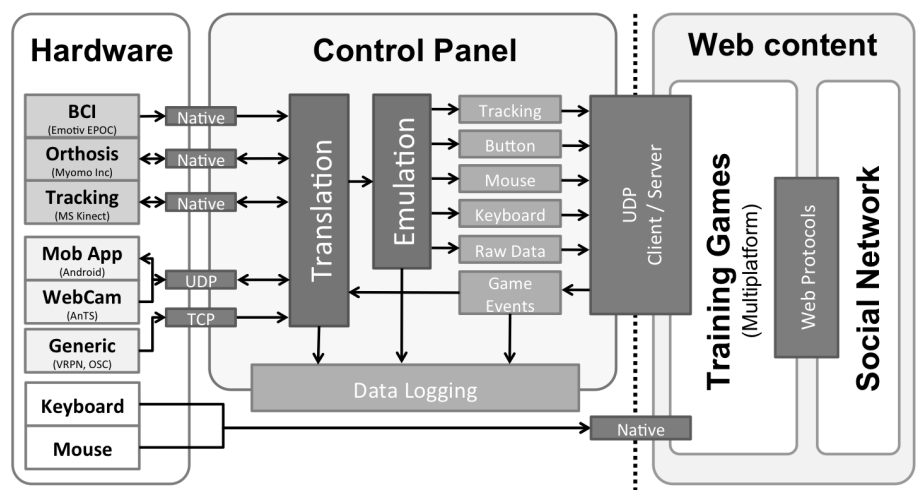 Hardware
Control Panel
Web content
BCI
(Emotiv EPOC)
Native
Orthosis
(Myomo Inc)
Native
Tracking
(MS Kinect)
Native
Mob App
(Android)
WebCam
(AnTS)
UDP
Generic
(VRPN, OSC)
TCP
Keyboard
Mouse
Translation
Emulation
Tracking
Button
Mouse
Keyboard
Raw Data
Game
Events
Data Logging
UDP
Client / Server
Native
Training Games
(Multiplatform)
Web Protocols
Social Network